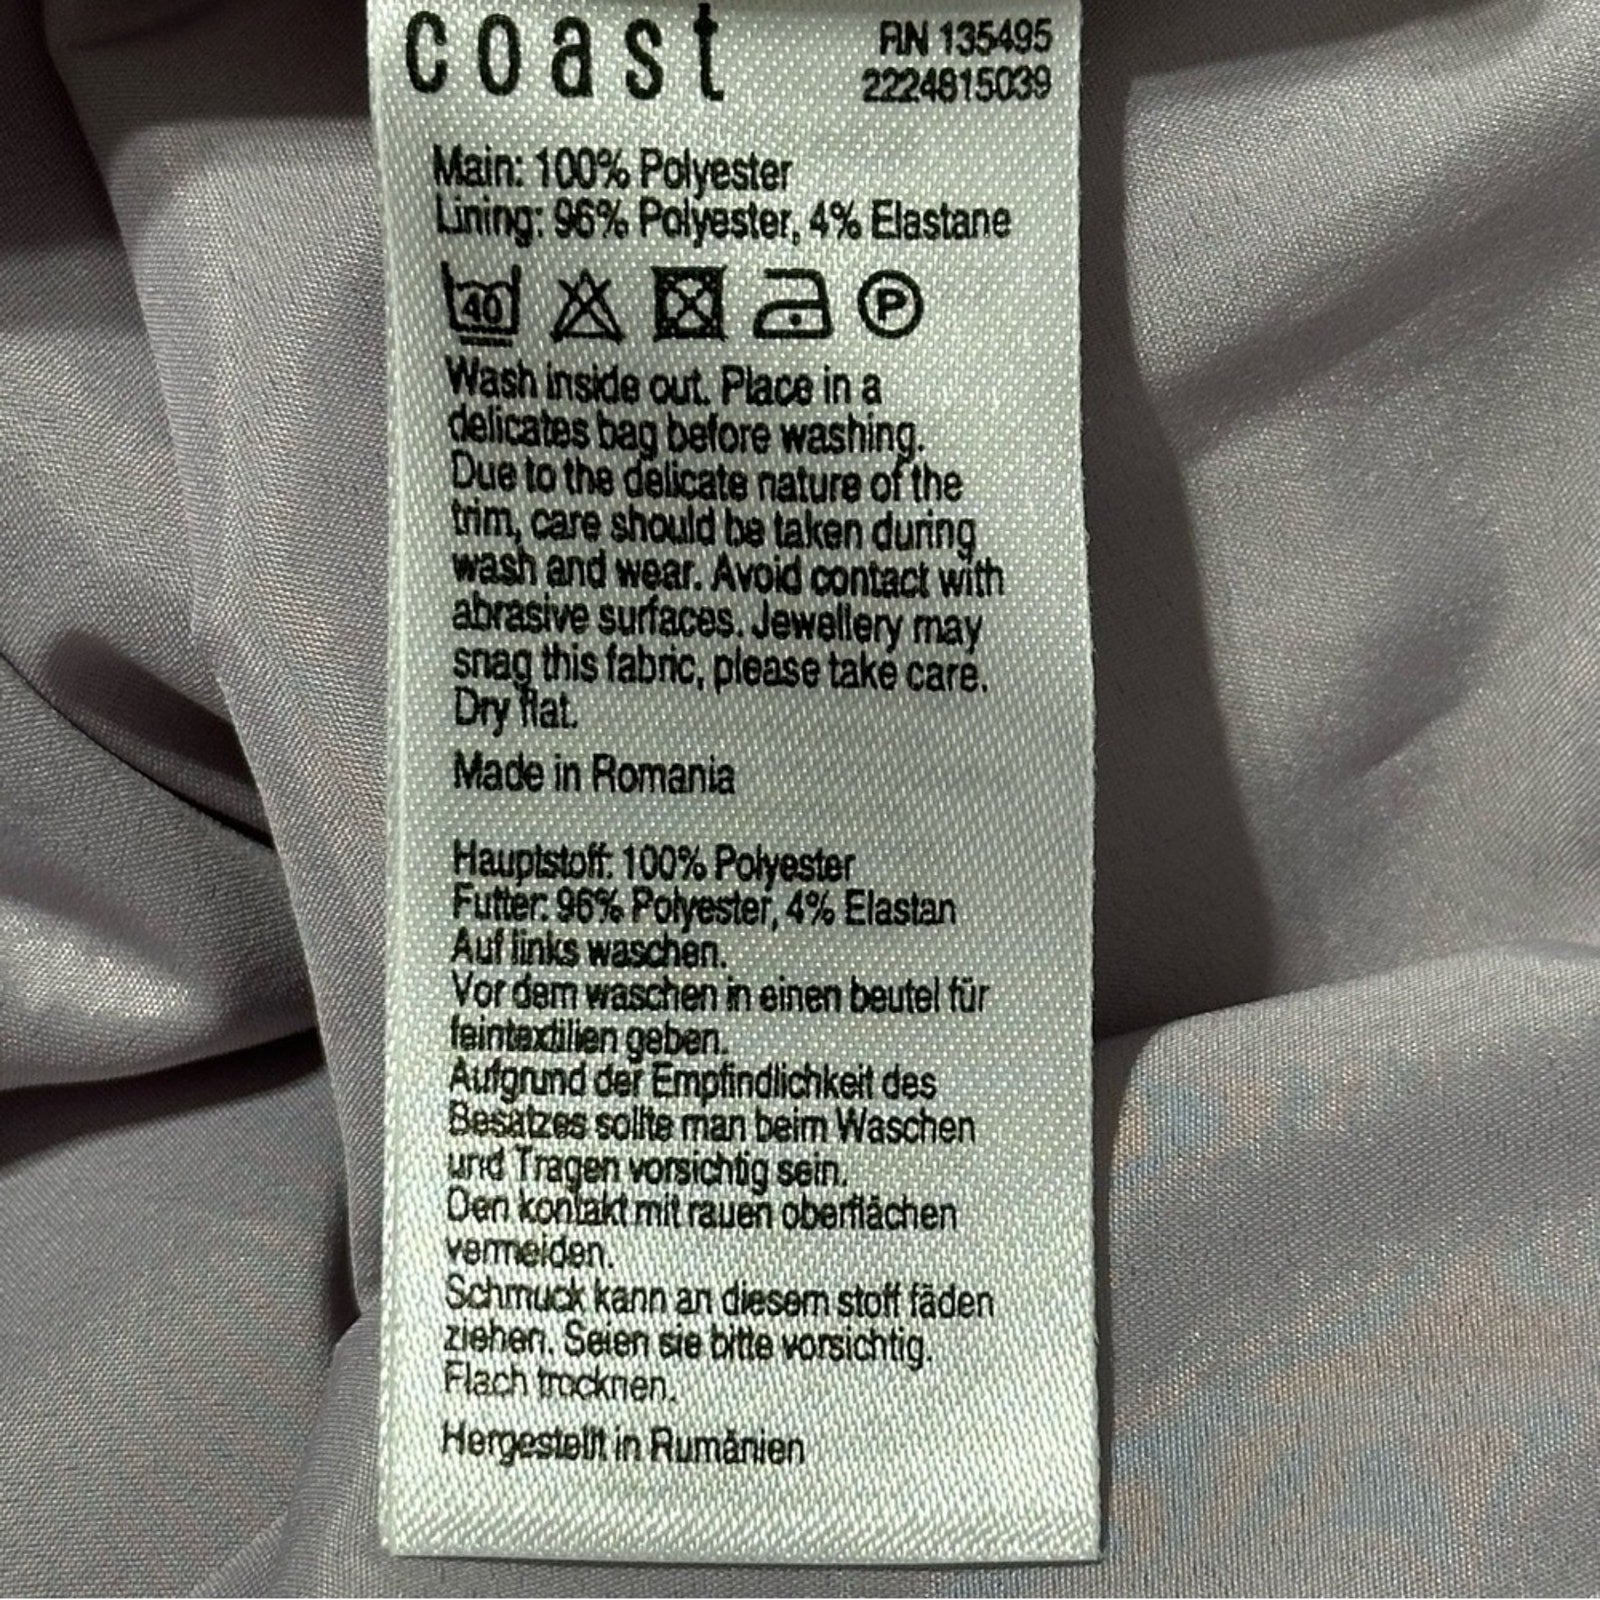 coast
RN 135495
2224815039
Main: 100% Polyester
Lining: 96% Polyester, 4% Elastane
40 P
Wash inside out. Place in a
delicates bag before washing.
Due to the delicate nature of the
trim, care should be taken during
wash and wear. Avoid contact with
abrasive surfaces. Jewellery may
snag this fabric, please take care.
Dry flat.
Made in Romania
Hauptstoff: 100% Polyester
Futter: 96% Polyester, 4% Elastan
Auf links waschen.
Vor dem waschen in einen beutel für
feintextilien geben.
Aufgrund der Empfindlichkeit des
Besatzes sollte man beim Waschen
und Tragen vorsichtig sein.
Den kontakt mit rauen oberflächen
vermeiden.
Schmuck kann an diesem stoff fäden
ziehen. Seien sie bitte vorsichtig.
Flach trocknen.
Hergestellt in Rumänien